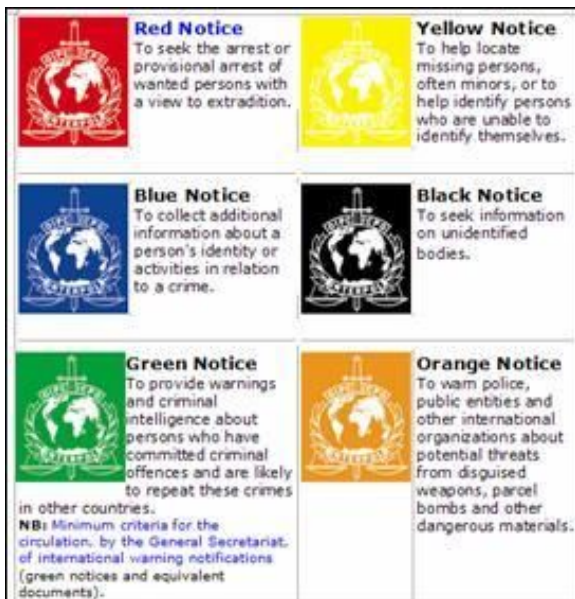 Red Notice
To seek the arrest or
provisional arrest of
wanted persons with
a view to extradition.
Yellow Notice
To help locate
missing persons,
often minors, or to
help identify persons
who are unable to
identify themselves.
Blue Notice
To collect additional
information about a
person's identity or
activities in relation
to a crime.
Black Notice
To seek information
on unidentified
bodies.
Green Notice
To provide warnings
and criminal
intelligence about
persons who have
committed criminal
offences and are likely
to repeat these crimes
in other countries.
NB: Minimum criteria for the
circulation, by the General Secretariat,
of international warning notifications
(green notices and equivalent
documents).
Orange Notice
To warn police,
public entities and
other international
organizations about
potential threats
from disguised
weapons, parcel
bombs and other
dangerous materials.